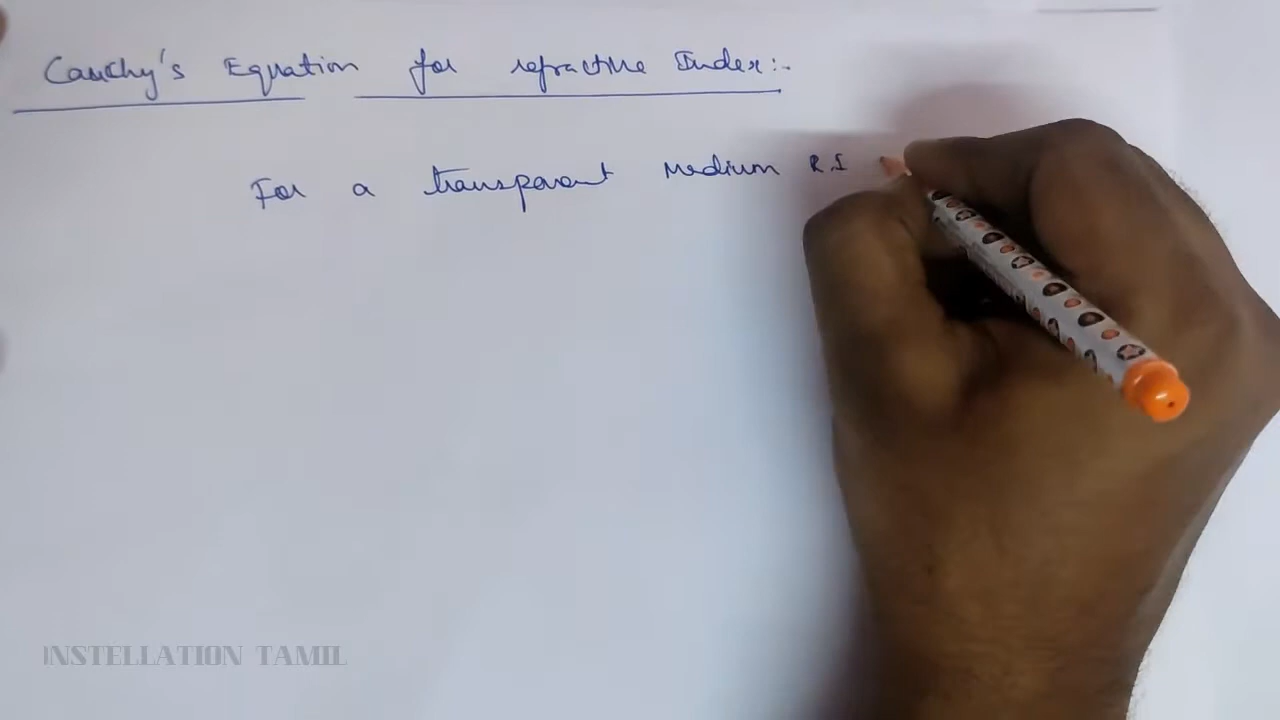 Cauchy's Equation for refractive Index:-
For a transparent medium R.I
INSTELLATION TAMIL